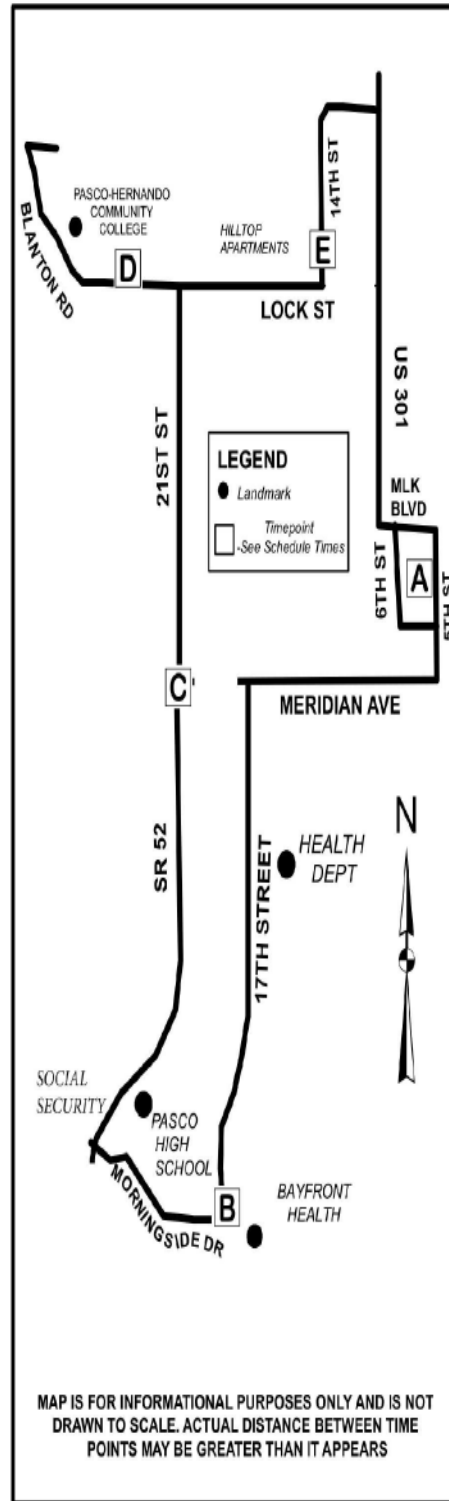 14TH ST
PASCO-HERNANDO
COMMUNITY
COLLEGE
HILLTOP
APARTMENTS
E
D
BLANTON RD
LOCK ST
US 301
21ST ST
LEGEND
Landmark
Timepoint
-See Schedule Times
MLK
BLVD
6TH ST
A
5TH ST
C
MERIDIAN AVE
N
HEALTH
DEPT
SR 52
17TH STREET
SOCIAL
SECURITY
PASCO
HIGH
SCHOOL
MORNINGSIDE DR
B
BAYFRONT
HEALTH
MAP IS FOR INFORMATIONAL PURPOSES ONLY AND IS NOT
DRAWN TO SCALE. ACTUAL DISTANCE BETWEEN TIME
POINTS MAY BE GREATER THAN IT APPEARS